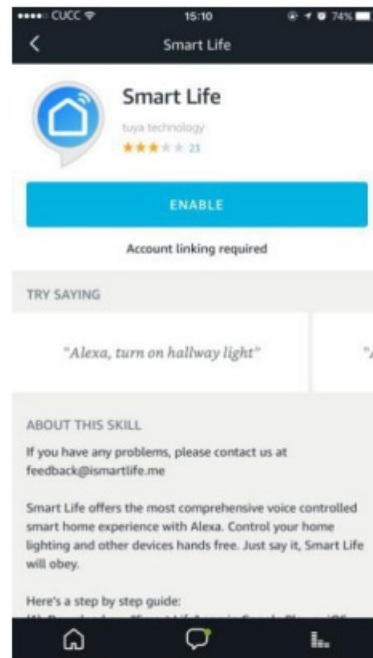 CUCC 15:10 74%
Smart Life
Smart Life
tuya technology
ENABLE
Account linking required
TRY SAYING
"Alexa, turn on hallway light"
ABOUT THIS SKILL
If you have any problems, please contact us at
feedback@ismartlife.me
Smart Life offers the most comprehensive voice controlled
smart home experience with Alexa. Control your home
lighting and other devices hands free. Just say it, Smart Life
will obey.
Here's a step by step guide: